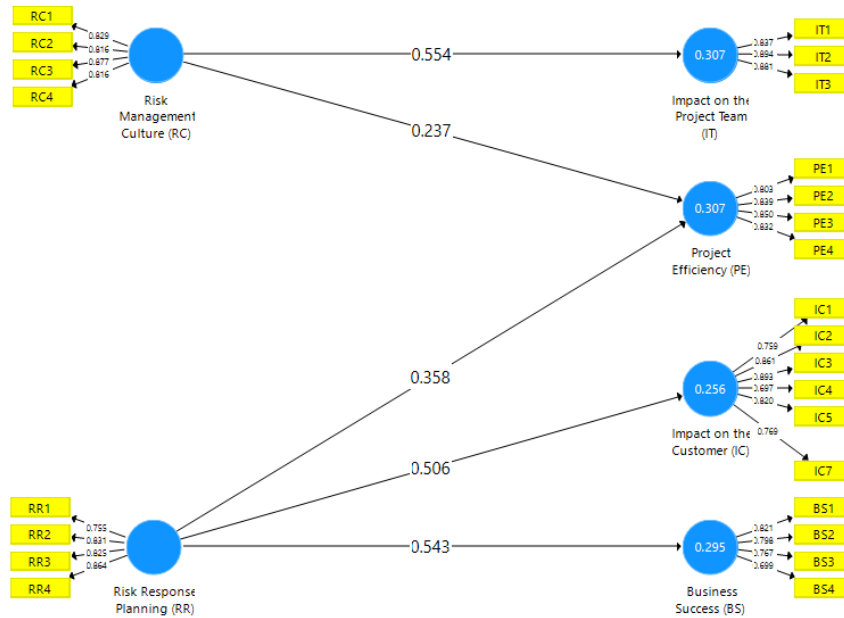 RC1
RC2
RC3
RC4
0.829
0.816
0.877
0.816
Risk
Management
Culture (RC)
0.554
0.237
0.307
Impact on the
Project Team
(IT)
0.837
0.894
0.881
IT1
IT2
IT3
0.307
Project
Efficiency (PE)
0.803
0.839
0.850
0.832
PE1
PE2
PE3
PE4
0.358
0.506
0.543
0.256
Impact on the
Customer (IC)
0.759
0.861
0.893
0.697
0.820
0.769
IC1
IC2
IC3
IC4
IC5
IC7
RR1
RR2
RR3
RR4
0.755
0.831
0.825
0.864
Risk Response
Planning (RR)
0.295
Business
Success (BS)
0.821
0.798
0.767
0.699
BS1
BS2
BS3
BS4